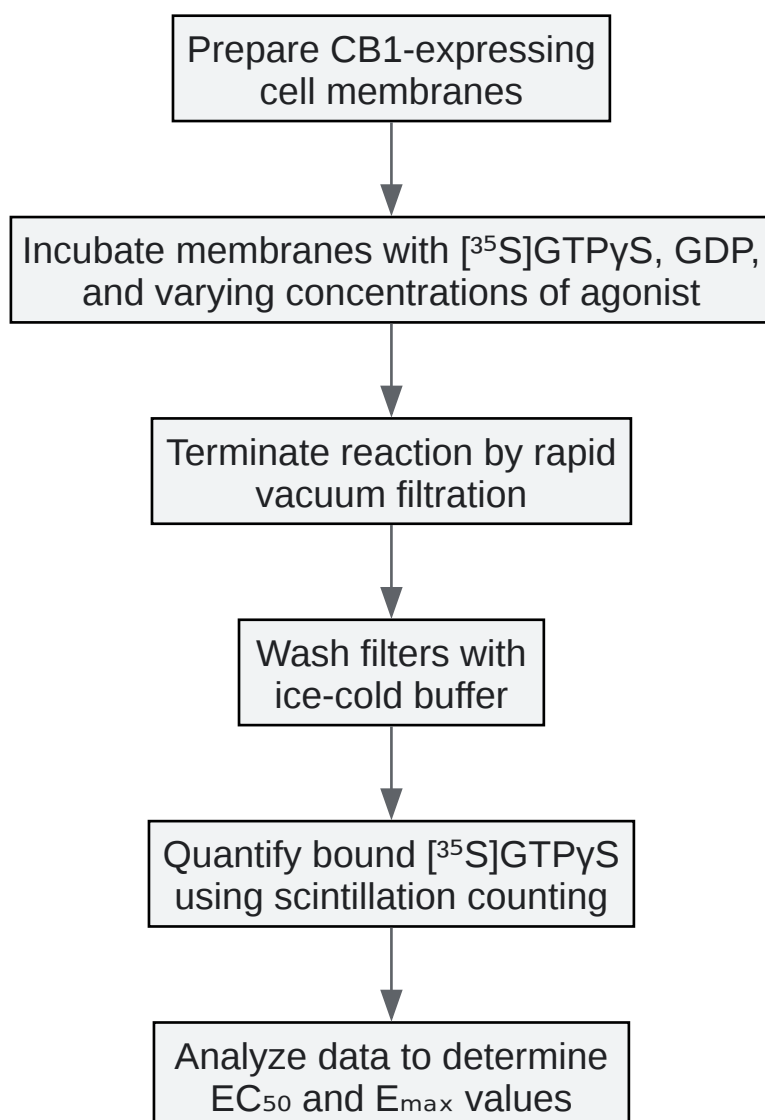 Prepare CB1-expressing
cell membranes
Incubate membranes with [³⁵S]GTPγS, GDP,
and varying concentrations of agonist
Terminate reaction by rapid
vacuum filtration
Wash filters with
ice-cold buffer
Quantify bound [³⁵S]GTPγS
using scintillation counting
Analyze data to determine
EC₅₀ and Eₘₐₓ values